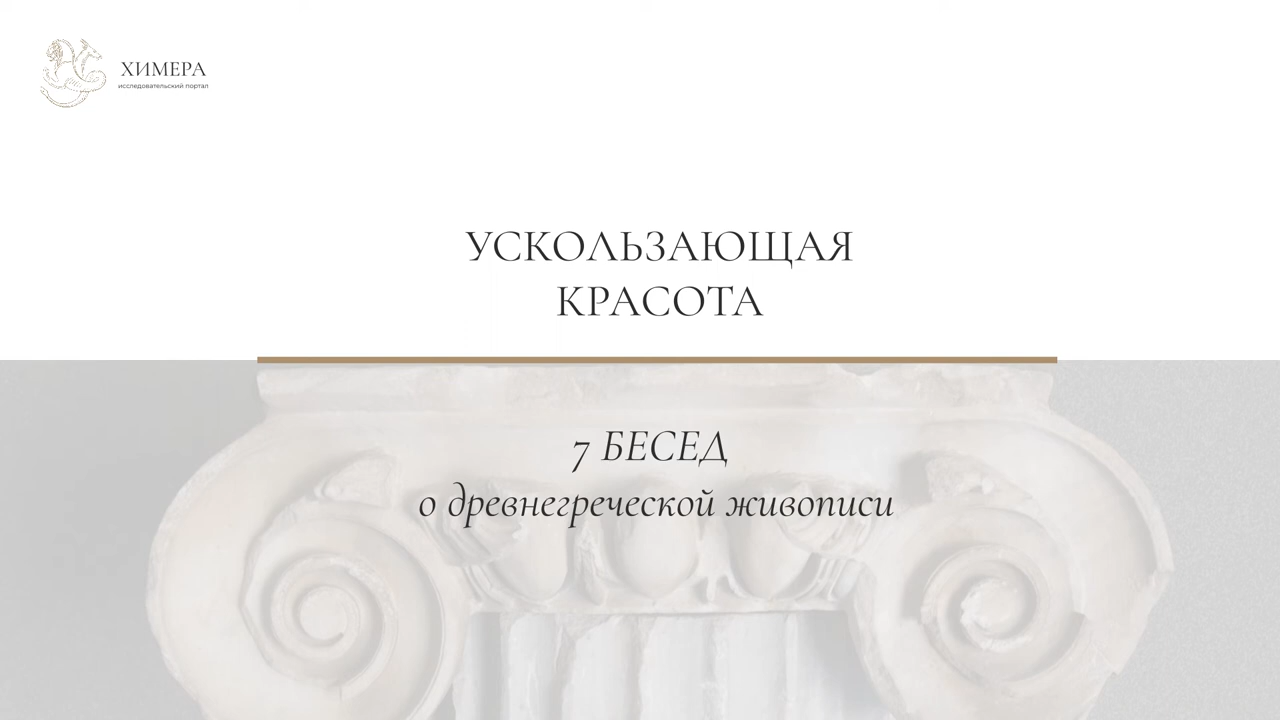 ХИМЕРА
исследовательский портал
УСКОЛЬЗАЮЩАЯ
КРАСОТА
7 БЕСЕД
о древнегреческой живописи